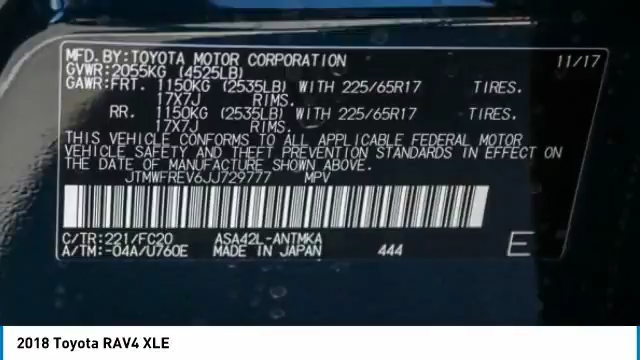 MFD. BY: TOYOTA MOTOR CORPORATION 11/17
GVWR: 2055KG (4525LB)
GAWR: FRT. 1150KG (2535LB) WITH 225/65R17 TIRES.
17X7J RIMS.
RR. 1150KG (2535LB) WITH 225/65R17 TIRES.
17X7J RIMS.
THIS VEHICLE CONFORMS TO ALL APPLICABLE FEDERAL MOTOR
VEHICLE SAFETY AND THEFT PREVENTION STANDARDS IN EFFECT ON
THE DATE OF MANUFACTURE SHOWN ABOVE.
JTMWFREV6JJ729777 MPV
C/TR: 221/FC20 ASA42L-ANTMKA
A/TM: -04A/U760E MADE IN JAPAN 444 E
2018 Toyota RAV4 XLE